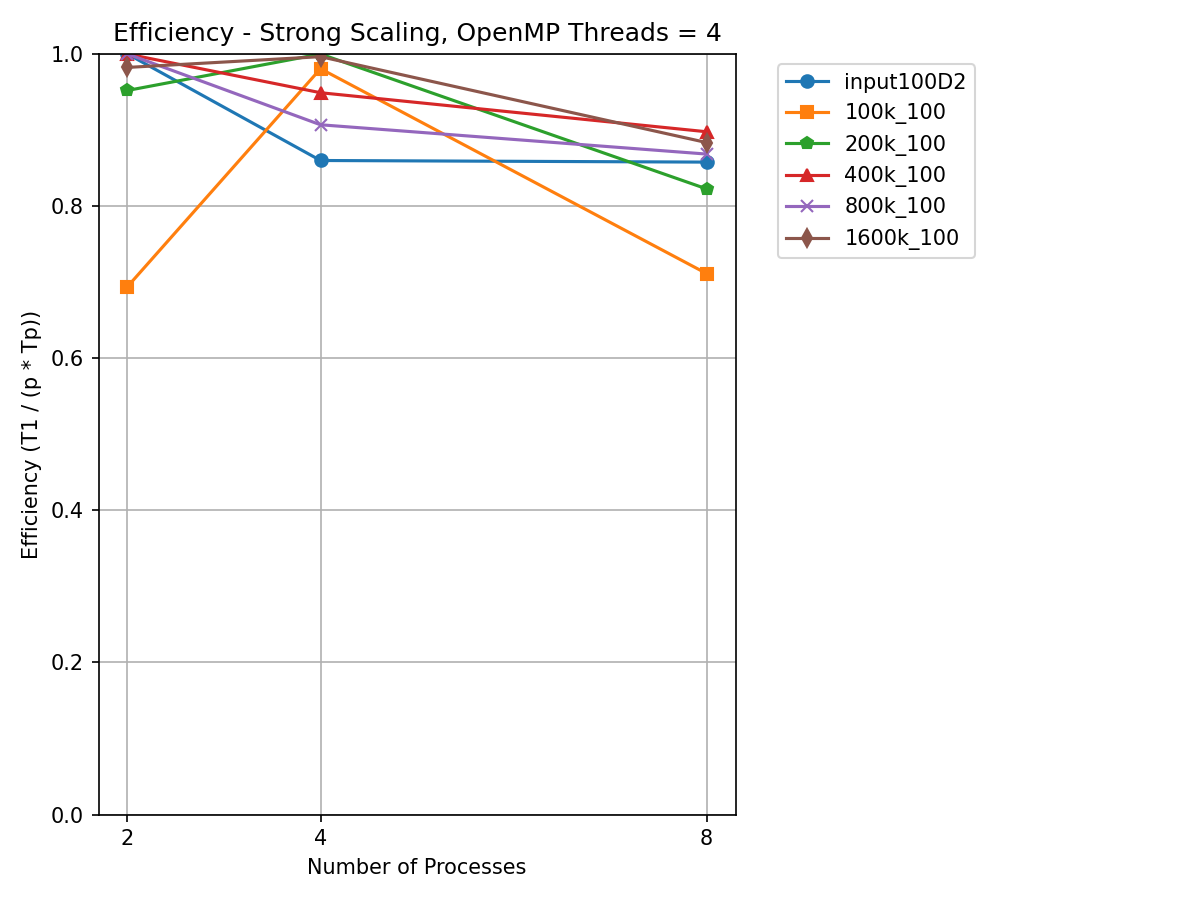 Efficiency - Strong Scaling, OpenMP Threads = 4
Efficiency (T1 / (p * Tp))
1.0
0.8
0.6
0.4
0.2
0.0
2 4 8
Number of Processes
input100D2
100k_100
200k_100
400k_100
800k_100
1600k_100